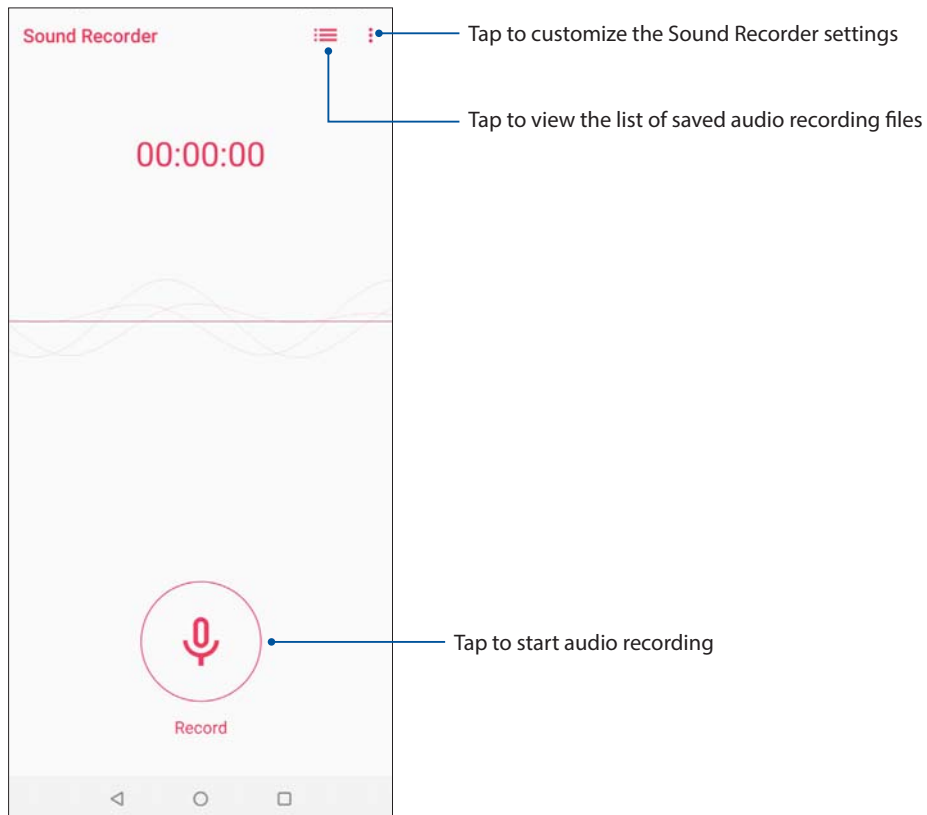 Sound Recorder
Tap to customize the Sound Recorder settings
Tap to view the list of saved audio recording files
00:00:00
Tap to start audio recording
Record